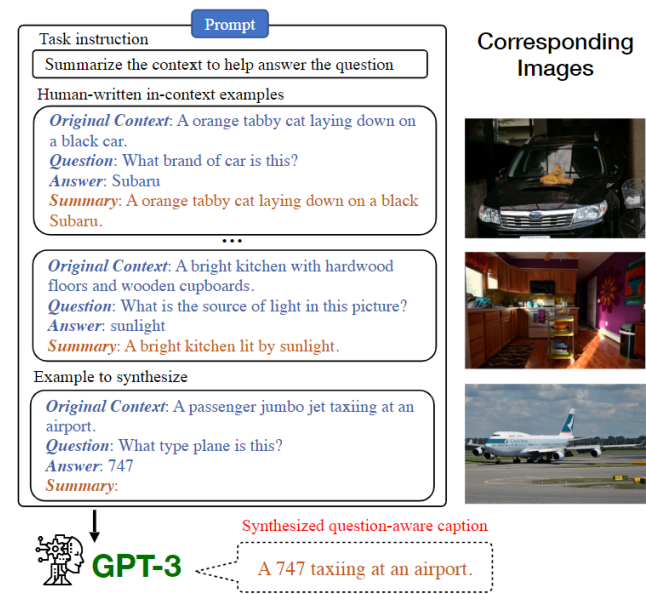 Prompt
Task instruction
Summarize the context to help answer the question
Human-written in-context examples
Original Context: A orange tabby cat laying down on
a black car.
Question: What brand of car is this?
Answer: Subaru
Summary: A orange tabby cat laying down on a black
Subaru.
...
Original Context: A bright kitchen with hardwood
floors and wooden cupboards.
Question: What is the source of light in this picture?
Answer: sunlight
Summary: A bright kitchen lit by sunlight.
Example to synthesize
Original Context: A passenger jumbo jet taxiing at an
airport.
Question: What type plane is this?
Answer: 747
Summary:
Corresponding
Images
Synthesized question-aware caption
GPT-3
A 747 taxiing at an airport.